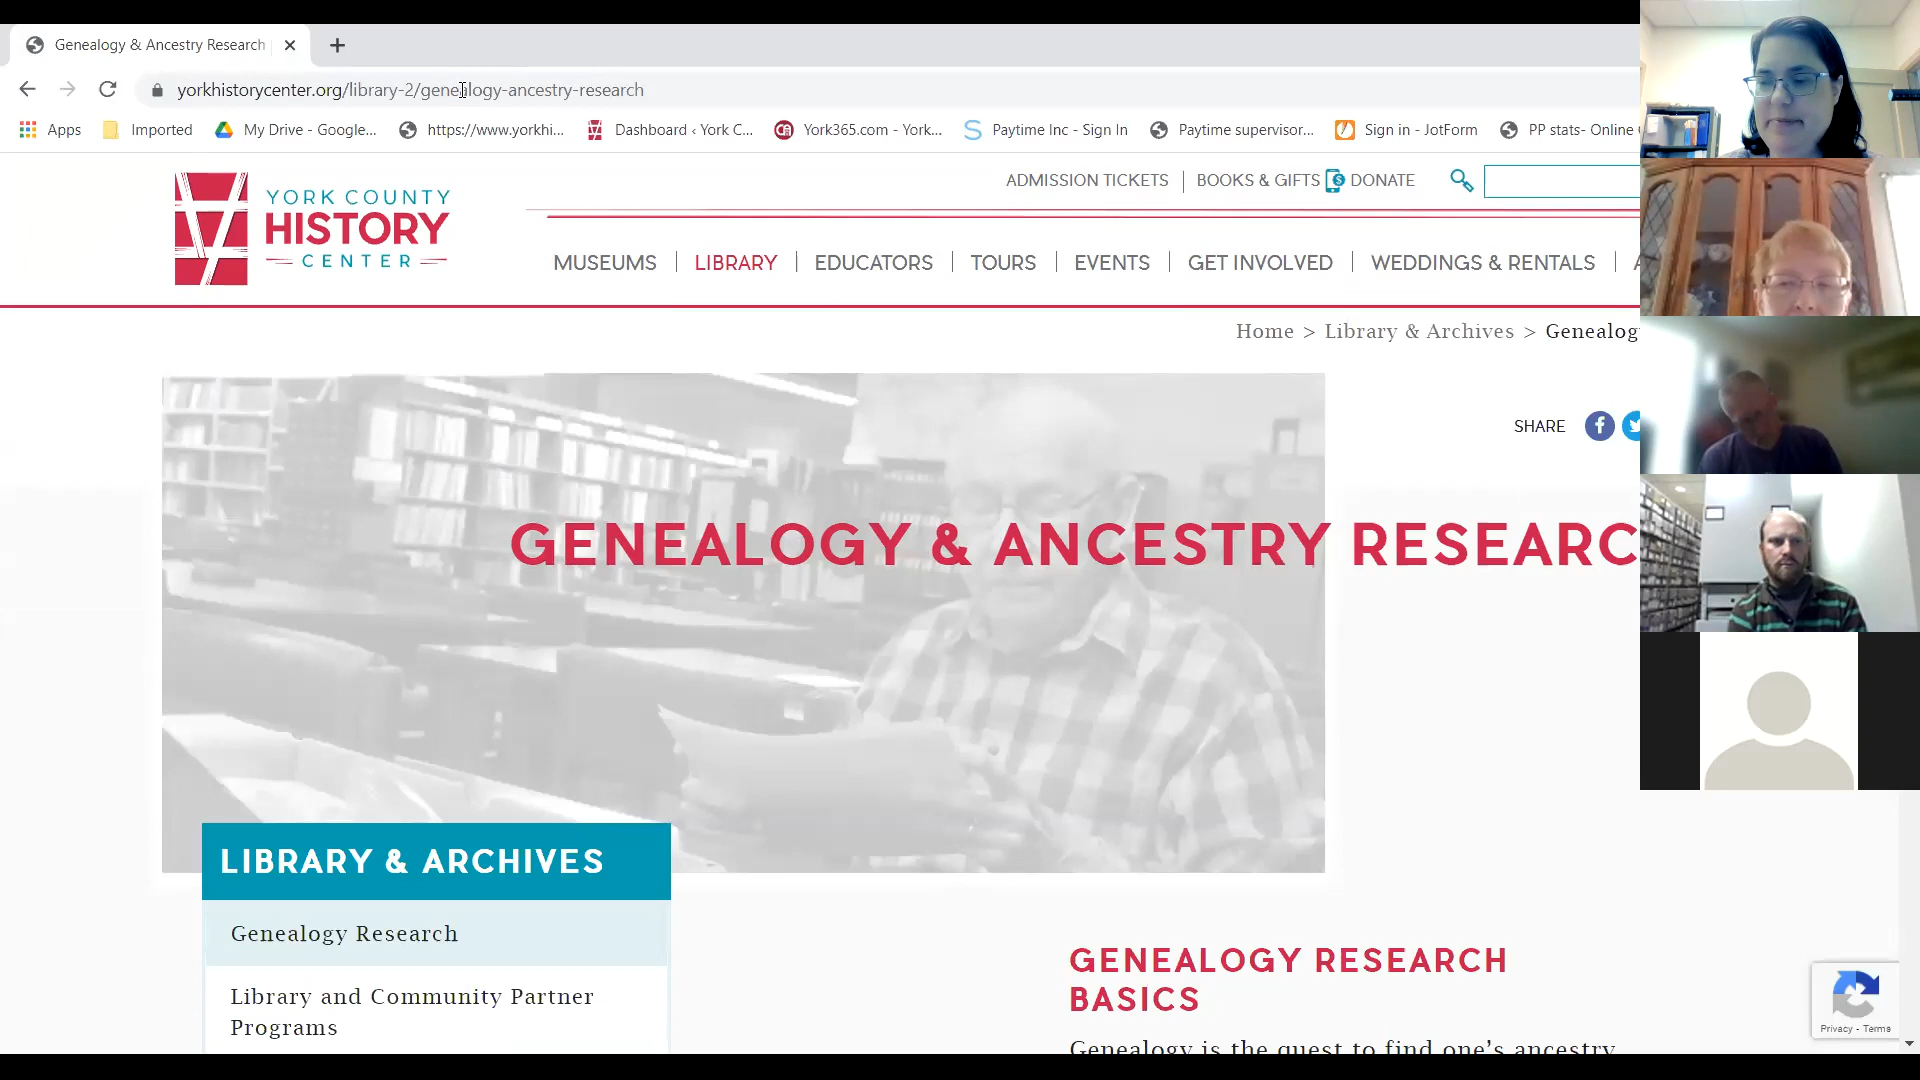 Genealogy & Ancestry Research
yorkhistorycenter.org/library-2/genealogy-ancestry-research
Apps Imported My Drive - Google... https://www.yorkhi... Dashboard ‹ York C... York365.com - York... Paytime Inc - Sign In Paytime supervisor... Sign in - JotForm PP stats- Online
ADMISSION TICKETS BOOKS & GIFTS DONATE
YORK COUNTY
HISTORY
CENTER
MUSEUMS LIBRARY EDUCATORS TOURS EVENTS GET INVOLVED WEDDINGS & RENTALS
Home > Library & Archives > Genealog
SHARE
GENEALOGY & ANCESTRY RESEARC
LIBRARY & ARCHIVES
Genealogy Research
Library and Community Partner
Programs
GENEALOGY RESEARCH
BASICS
Genealogy is the quest to find one's ancestry
Privacy - Terms